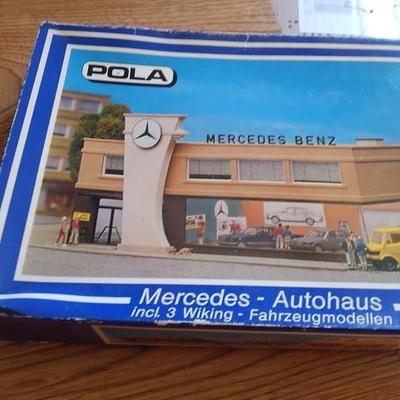 POLA
MERCEDES BENZ
Mercedes - Autohaus
incl. 3 Wiking - Fahrzeugmodellen